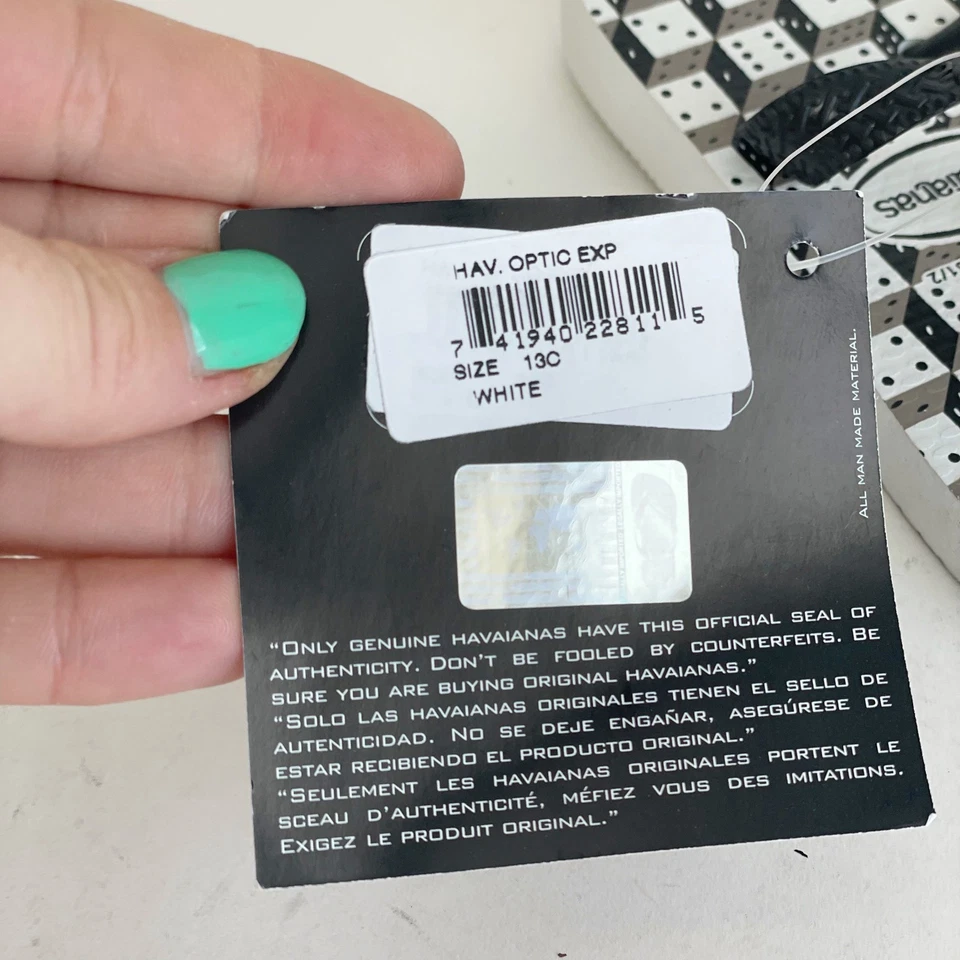 HAV. OPTIC EXP
7 41940 22811 5
SIZE 13C
WHITE
ALL MAN MADE MATERIAL.
"ONLY GENUINE HAVAIANAS HAVE THIS OFFICIAL SEAL OF
AUTHENTICITY. DON'T BE FOOLED BY COUNTERFEITS. BE
SURE YOU ARE BUYING ORIGINAL HAVAIANAS."
"SOLO LAS HAVAIANAS ORIGINALES TIENEN EL SELLO DE
AUTENTICIDAD. NO SE DEJE ENGAÑAR, ASEGÚRESE DE
ESTAR RECIBIENDO EL PRODUCTO ORIGINAL."
"SEULEMENT LES HAVAIANAS ORIGINALES PORTENT LE
SCEAU D'AUTHENTICITÉ, MÉFIEZ VOUS DES IMITATIONS.
EXIGEZ LE PRODUIT ORIGINAL."